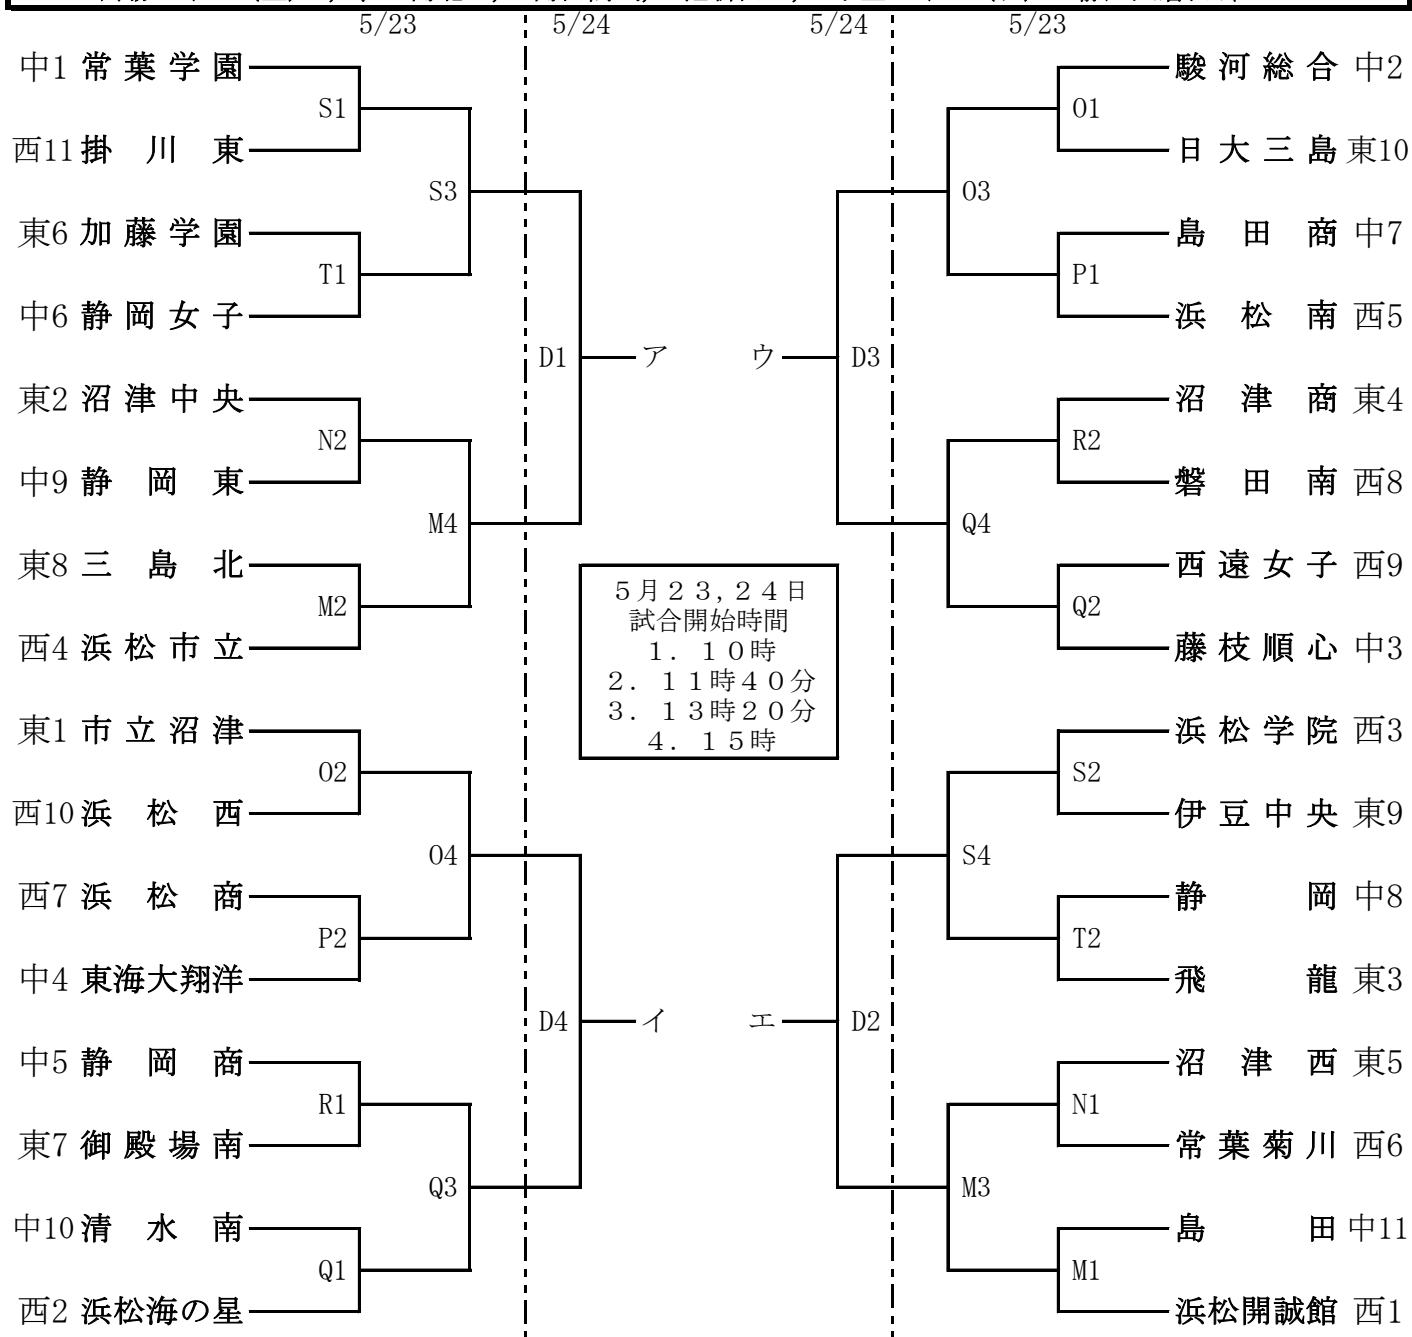 5/23 5/24 5/24 5/23
中1 常葉学園
S1
西11 掛川東
S3
東6 加藤学園
T1
中6 静岡女子
D1 ア
東2 沼津中央
N2
中9 静岡東
M4
東8 三島北
M2
西4 浜松市立
東1 市立沼津
O2
西10 浜松西
O4
西7 浜松商
P2
中4 東海大翔洋
D4 イ
中5 静岡商
R1
東7 御殿場南
Q3
中10 清水南
Q1
西2 浜松海の星
5月23,24日
試合開始時間
1. 10時
2. 11時40分
3. 13時20分
4. 15時
駿河総合 中2
O1
日大三島 東10
O3
島田商 中7
P1
浜松南 西5
ウ D3
沼津商 東4
R2
磐田南 西8
Q4
西遠女子 西9
Q2
藤枝順心 中3
浜松学院 西3
S2
伊豆中央 東9
S4
静岡 中8
T2
飛龍 東3
エ D2
沼津西 東5
N1
常葉菊川 西6
M3
島田 中11
M1
浜松開誠館 西1